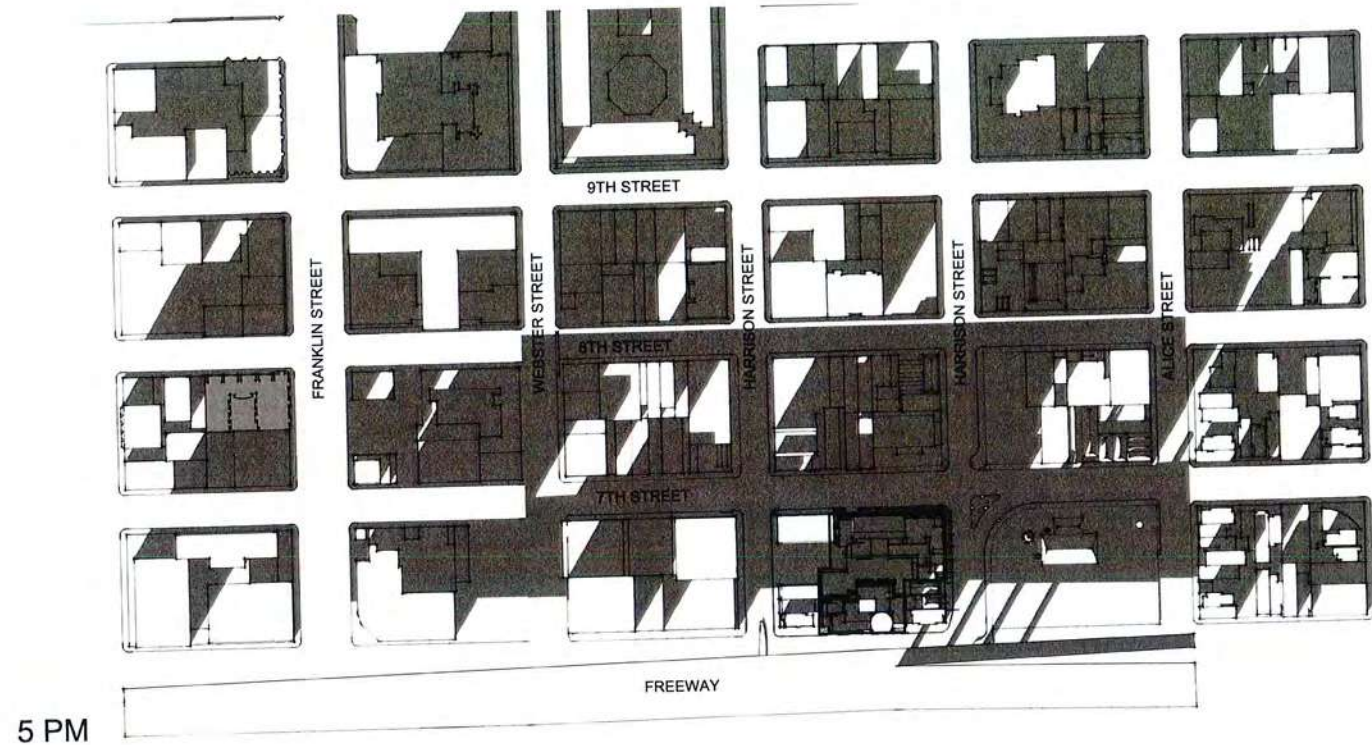 9TH STREET
FRANKLIN STREET
WEBSTER STREET
HARRISON STREET
HARRISON STREET
ALICE STREET
8TH STREET
7TH STREET
FREEWAY
5 PM